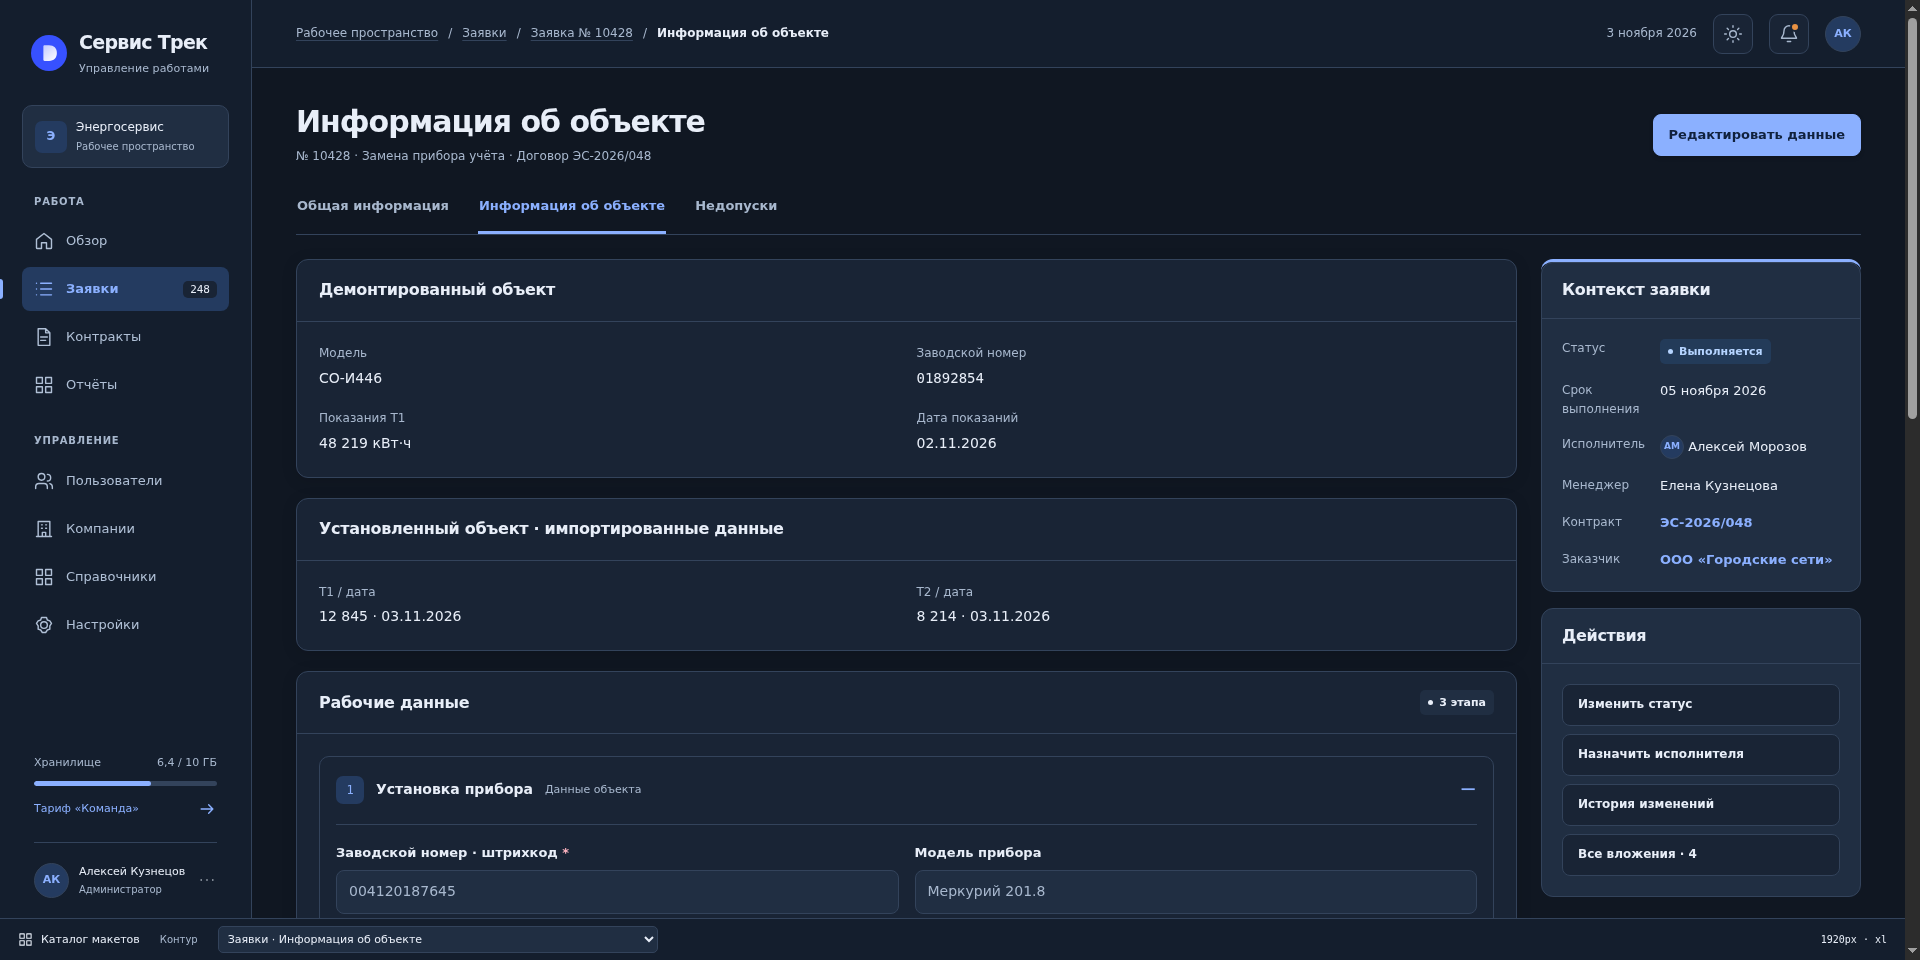 Сервис Трек
Управление работами
Э
Энергосервис
Рабочее пространство
РАБОТА
Обзор
Заявки 248
Контракты
Отчёты
УПРАВЛЕНИЕ
Пользователи
Компании
Справочники
Настройки
Хранилище 6,4 / 10 ГБ
Тариф «Команда»
АК
Алексей Кузнецов
Администратор
Рабочее пространство / Заявки / Заявка № 10428 / Информация об объекте
3 ноября 2026
АК
Информация об объекте
№ 10428 · Замена прибора учёта · Договор ЭС-2026/048
Редактировать данные
Общая информация Информация об объекте Недопуски
Демонтированный объект
Модель Заводской номер
СО-И446 01892854
Показания Т1 Дата показаний
48 219 кВт·ч 02.11.2026
Установленный объект · импортированные данные
Т1 / дата Т2 / дата
12 845 · 03.11.2026 8 214 · 03.11.2026
Рабочие данные 3 этапа
1 Установка прибора Данные объекта
Заводской номер · штрихкод * Модель прибора
004120187645 Меркурий 201.8
Контекст заявки
Статус Выполняется
Срок выполнения 05 ноября 2026
Исполнитель АМ Алексей Морозов
Менеджер Елена Кузнецова
Контракт ЭС-2026/048
Заказчик ООО «Городские сети»
Действия
Изменить статус
Назначить исполнителя
История изменений
Все вложения · 4
Каталог макетов Контур Заявки · Информация об объекте 1920px · xl